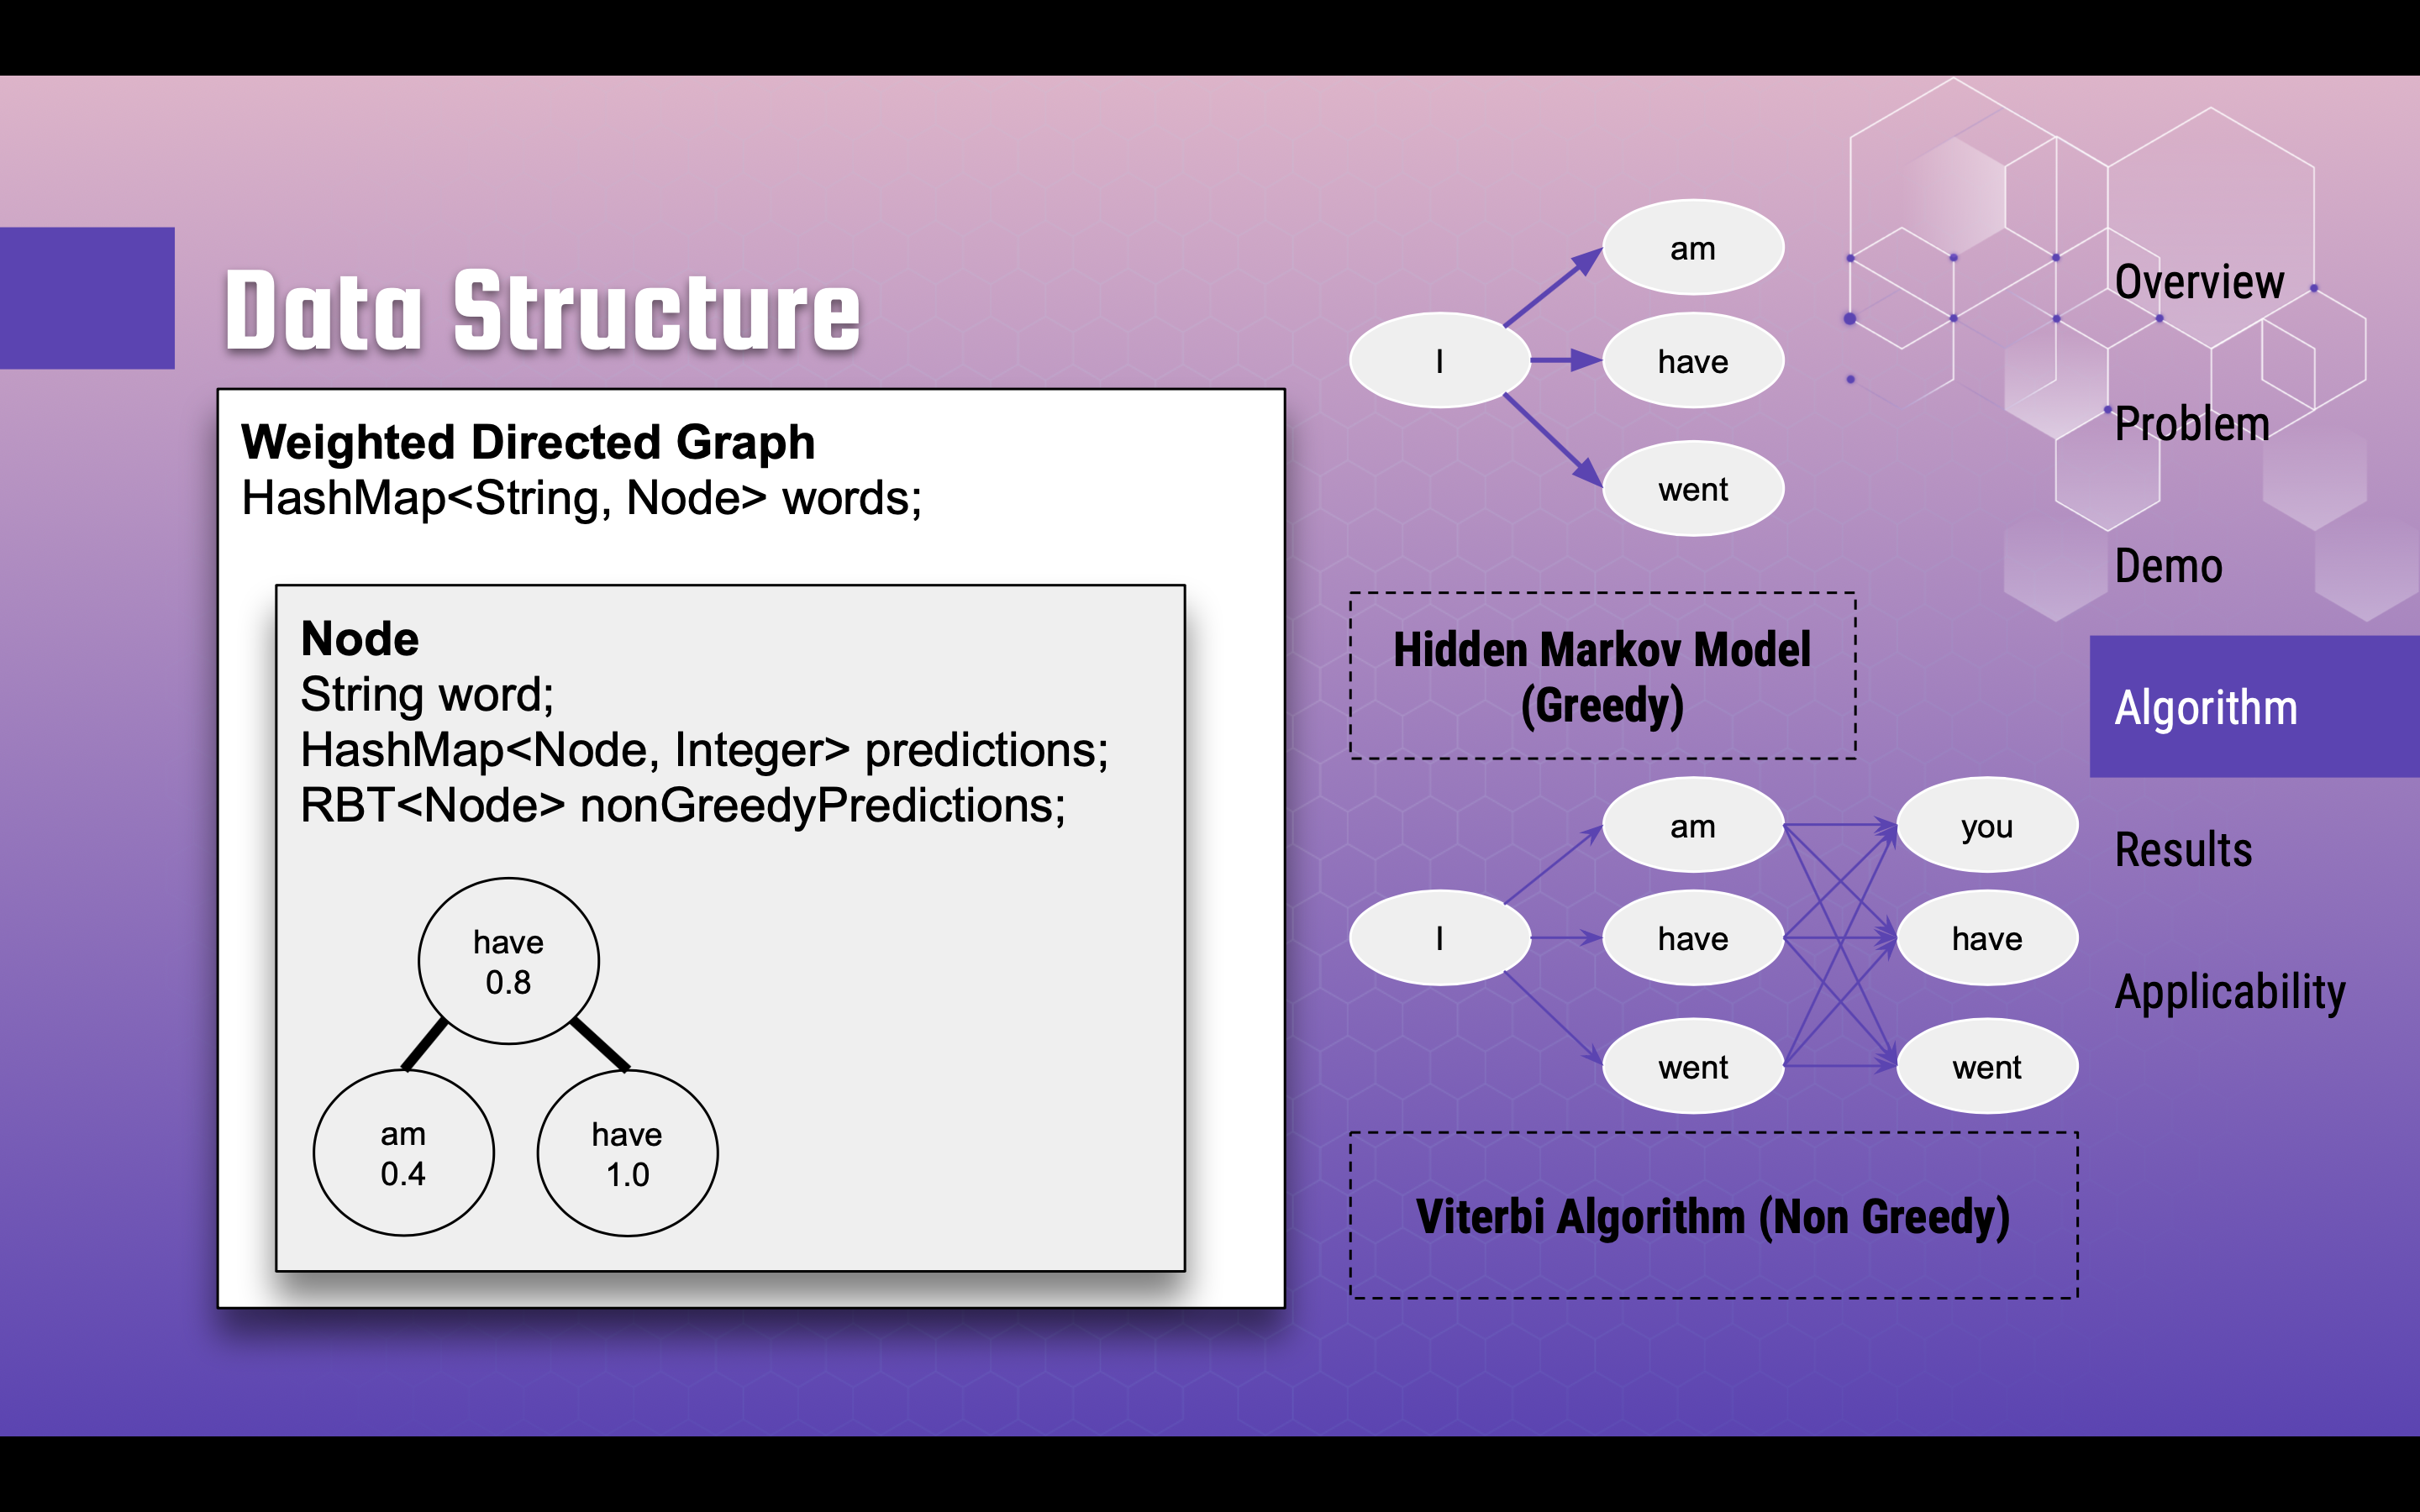 Data Structure
Weighted Directed Graph
HashMap<String, Node> words;
Node
String word;
HashMap<Node, Integer> predictions;
RBT<Node> nonGreedyPredictions;
have
0.8
am
0.4
have
1.0
I
am
have
went
Hidden Markov Model
(Greedy)
I
am
have
went
you
have
went
Viterbi Algorithm (Non Greedy)
Overview
Problem
Demo
Algorithm
Results
Applicability